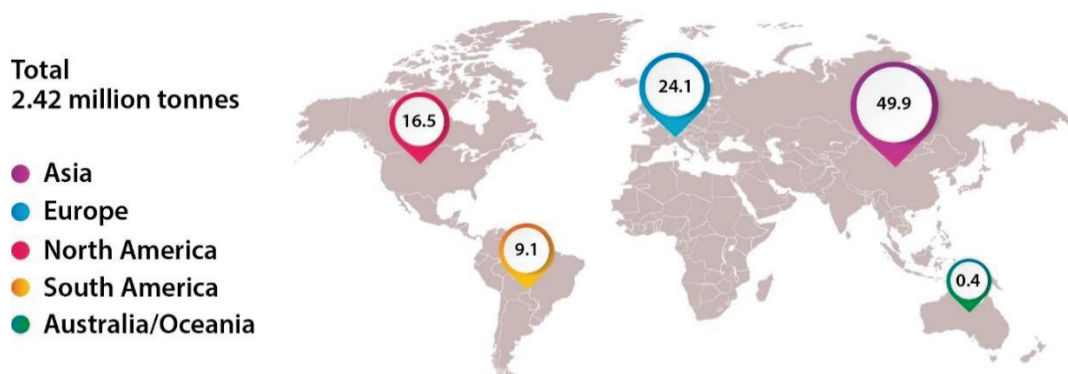 Total
2.42 million tonnes
Asia
Europe
North America
South America
Australia/Oceania
16.5
24.1
49.9
9.1
0.4